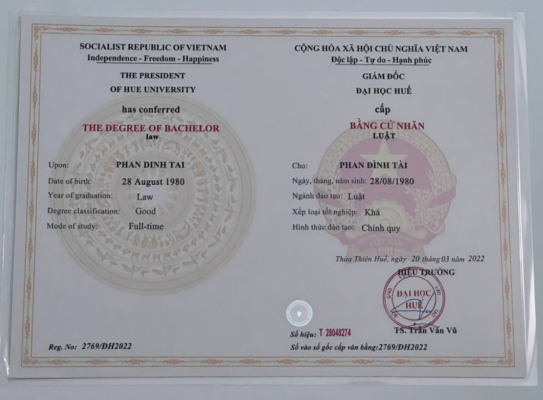 SOCIALIST REPUBLIC OF VIETNAM
Independence - Freedom - Happiness
THE PRESIDENT
OF HUE UNIVERSITY
has conferred
THE DEGREE OF BACHELOR
law
Upon: PHAN DINH TAI
Date of birth: 28 August 1980
Year of graduation: Law
Degree classification: Good
Mode of study: Full-time
Reg. No: 2769/ĐH2022
CỘNG HÒA XÃ HỘI CHỦ NGHĨA VIỆT NAM
Độc lập - Tự do - Hạnh phúc
GIÁM ĐỐC
ĐẠI HỌC HUẾ
cấp
BẰNG CỬ NHÂN
LUẬT
Cho: PHAN ĐÌNH TÀI
Ngày, tháng, năm sinh: 28/08/1980
Ngành đào tạo: Luật
Xếp loại tốt nghiệp: Khá
Hình thức đào tạo: Chính quy
Thừa Thiên Huế, ngày 20 tháng 03 năm 2022
HIỆU TRƯỞNG
ĐẠI HỌC
HUẾ
TS. Trần Văn Vũ
Số hiệu: T 28048274
Số vào sổ gốc cấp văn bằng:2769/ĐH2022